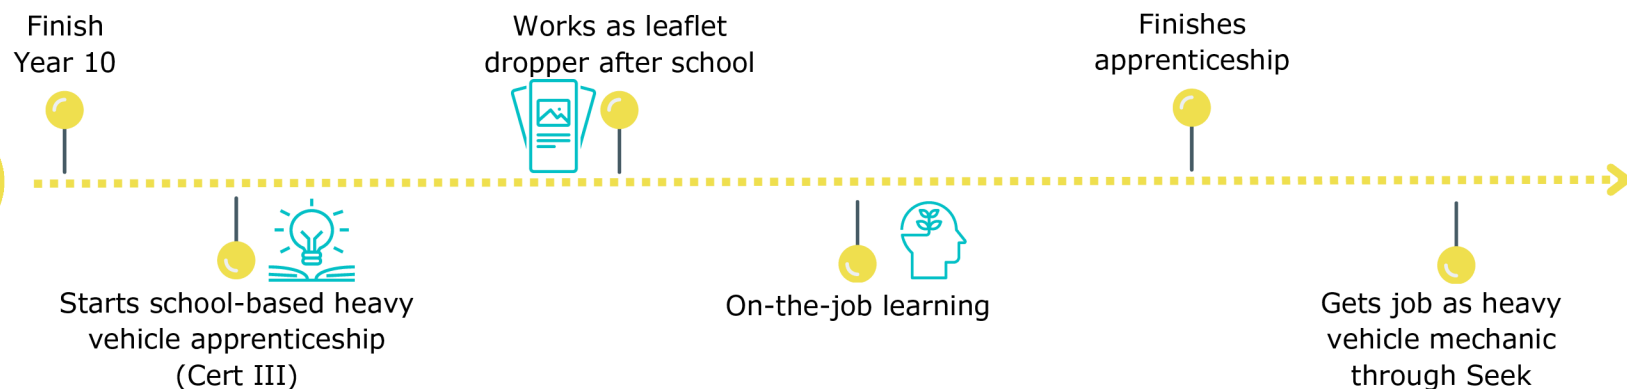 Finish
Year 10
Starts school-based heavy
vehicle apprenticeship
(Cert III)
Works as leaflet
dropper after school
On-the-job learning
Finishes
apprenticeship
Gets job as heavy
vehicle mechanic
through Seek